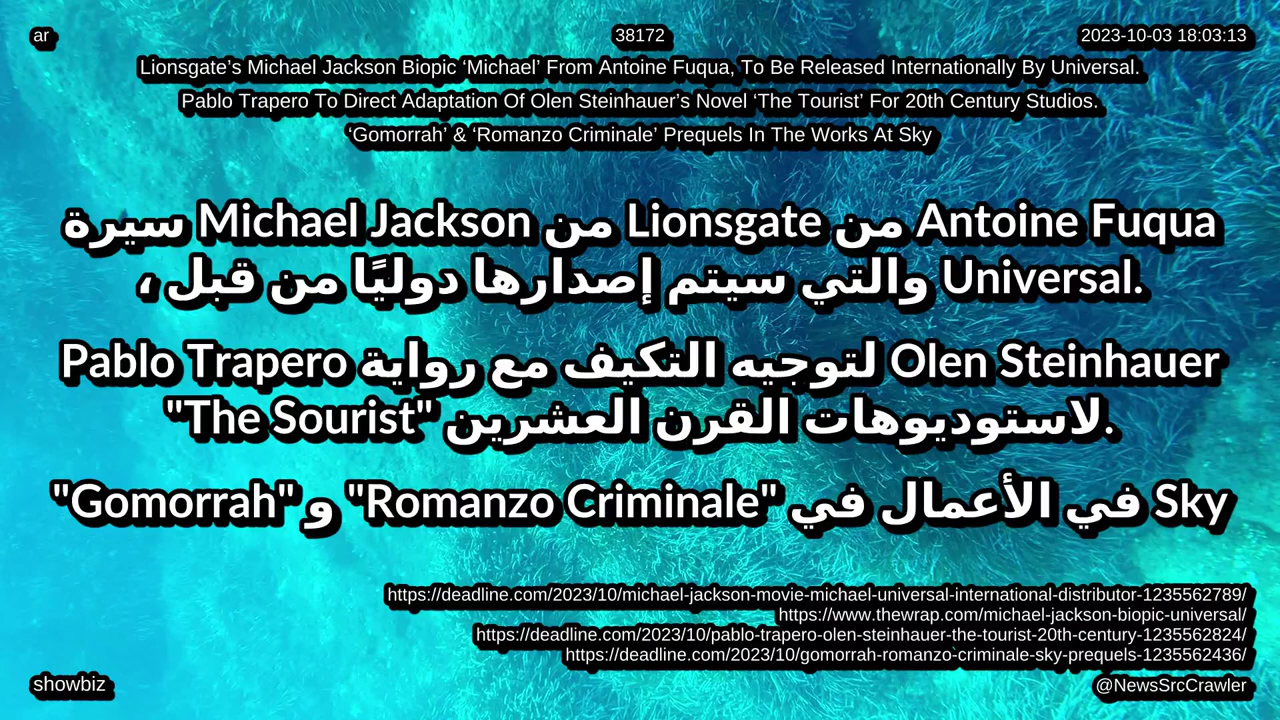 ar
38172
2023-10-03 18:03:13
Lionsgate’s Michael Jackson Biopic ‘Michael’ From Antoine Fuqua, To Be Released Internationally By Universal.
Pablo Trapero To Direct Adaptation Of Olen Steinhauer’s Novel ‘The Tourist’ For 20th Century Studios.
‘Gomorrah’ & ‘Romanzo Criminale’ Prequels In The Works At Sky
سيرة Michael Jackson من Lionsgate من Antoine Fuqua
، والتي سيتم إصدارها دوليًا من قبل Universal.
Pablo Trapero لتوجيه التكيف مع رواية Olen Steinhauer
"The Sourist" لاستوديوهات القرن العشرين.
"Gomorrah" و "Romanzo Criminale" في الأعمال في Sky
https://deadline.com/2023/10/michael-jackson-movie-michael-universal-international-distributor-1235562789/
https://www.thewrap.com/michael-jackson-biopic-universal/
https://deadline.com/2023/10/pablo-trapero-olen-steinhauer-the-tourist-20th-century-1235562824/
https://deadline.com/2023/10/gomorrah-romanzo-criminale-sky-prequels-1235562436/
showbiz
@NewsSrcCrawler